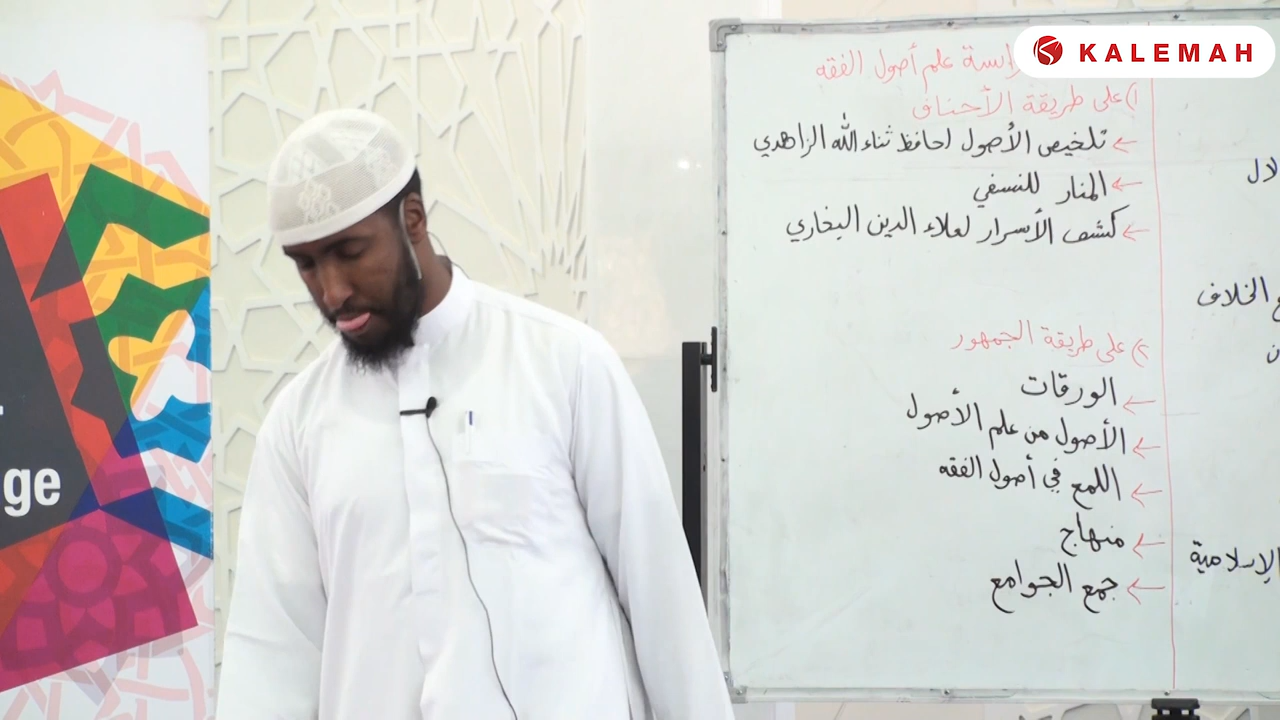 KALEMAH
راسة علم أصول الفقه
١) على طريقة الأحناف
← تلخيص الأصول لحافظ ثناء الله الزاهدي
← المنار للنسفي
← كشف الأسرار لعلاء الدين البخاري
٢) على طريقة الجمهور
← الورقات
← الأصول من علم الأصول
← اللمع في أصول الفقه
← منهاج
← جمع الجوامع
لال
الخلاف
ge